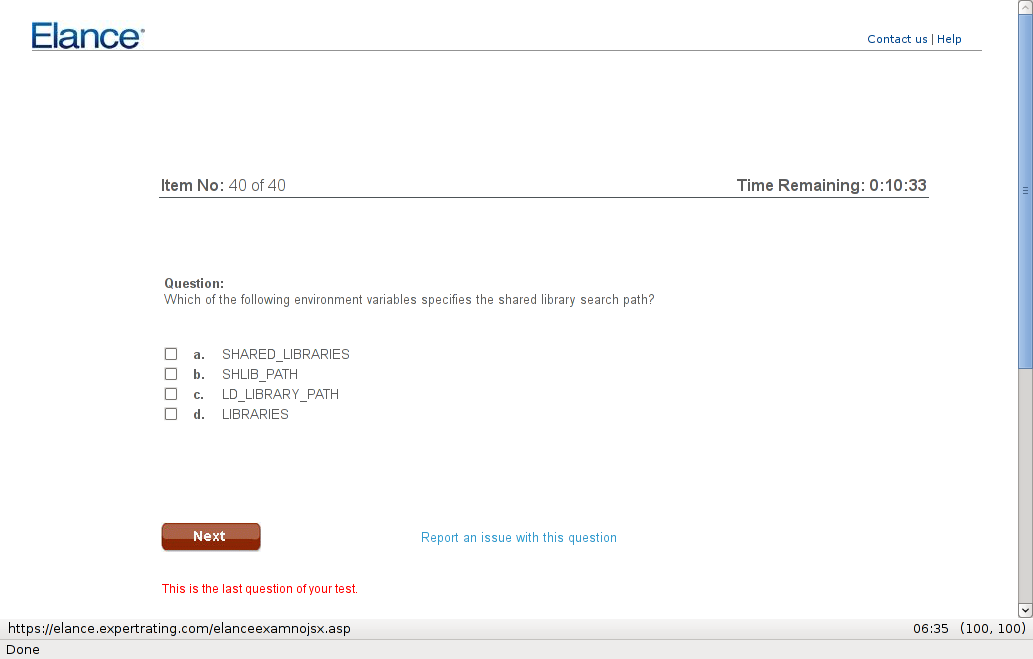 Elance®
Contact us | Help
Item No: 40 of 40
Time Remaining: 0:10:33
Question:
Which of the following environment variables specifies the shared library search path?
a. SHARED_LIBRARIES
b. SHLIB_PATH
c. LD_LIBRARY_PATH
d. LIBRARIES
Next
Report an issue with this question
This is the last question of your test.
https://elance.expertrating.com/elanceexamnojsx.asp
06:35 (100, 100)
Done